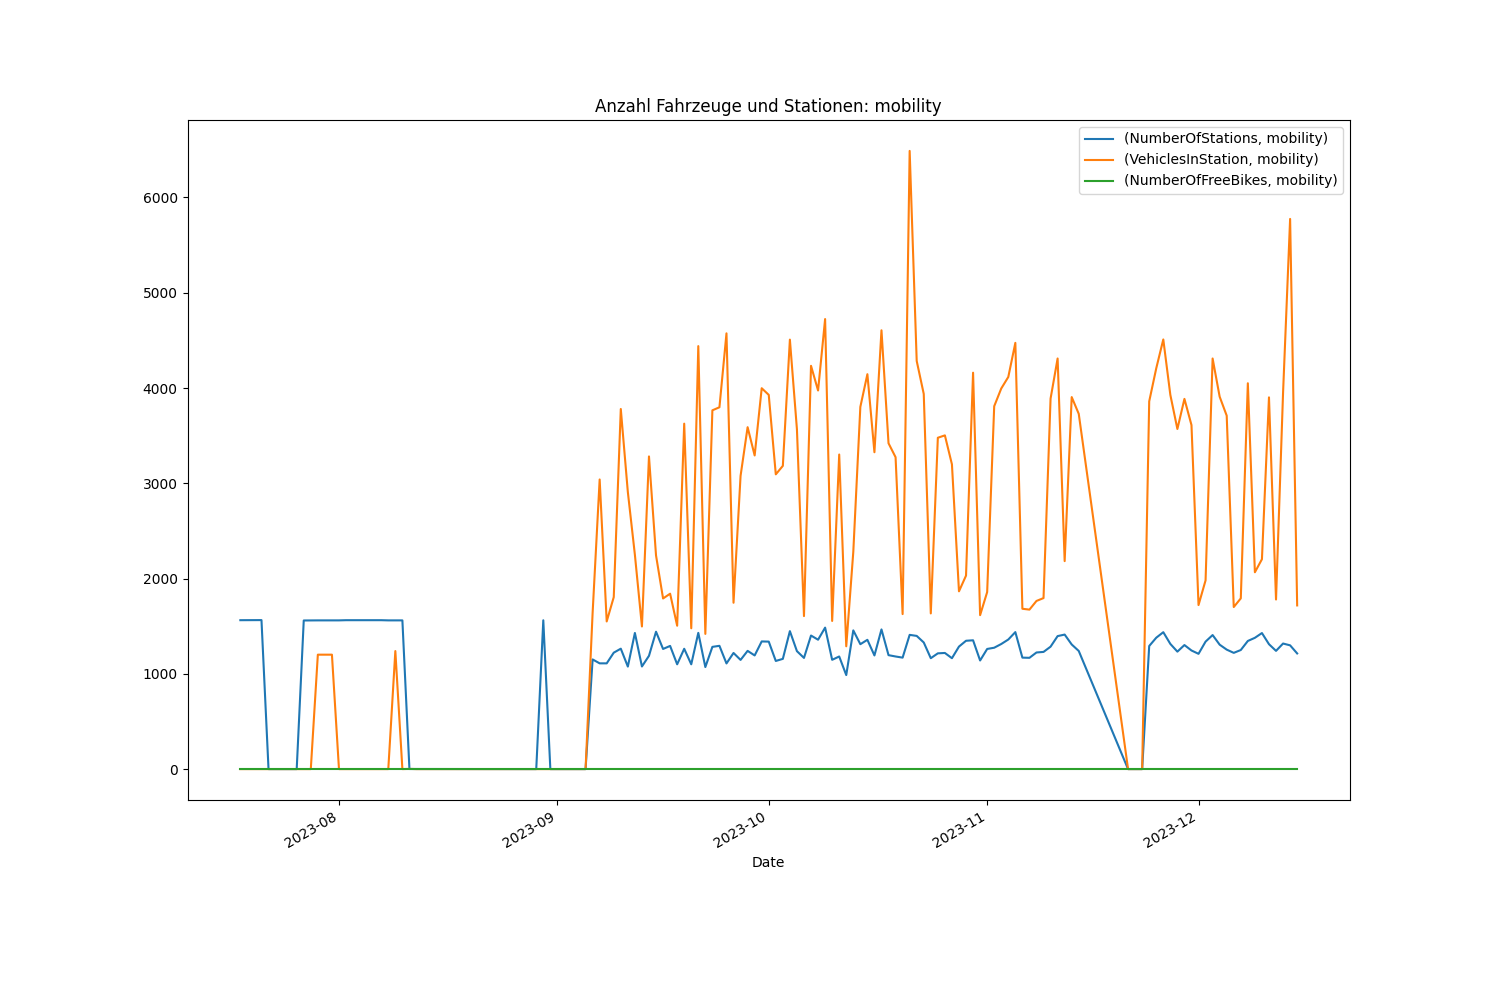 Anzahl Fahrzeuge und Stationen: mobility
(NumberOfStations, mobility)
(VehiclesInStation, mobility)
(NumberOfFreeBikes, mobility)
6000
5000
4000
3000
2000
1000
0
2023-08
2023-09
2023-10
2023-11
2023-12
Date